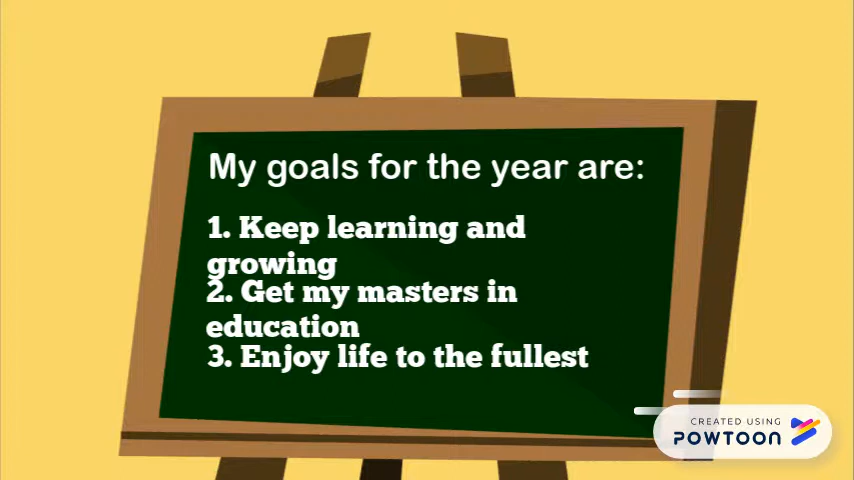 My goals for the year are:
1. Keep learning and
growing
2. Get my masters in
education
3. Enjoy life to the fullest
CREATED USING
POWTOON